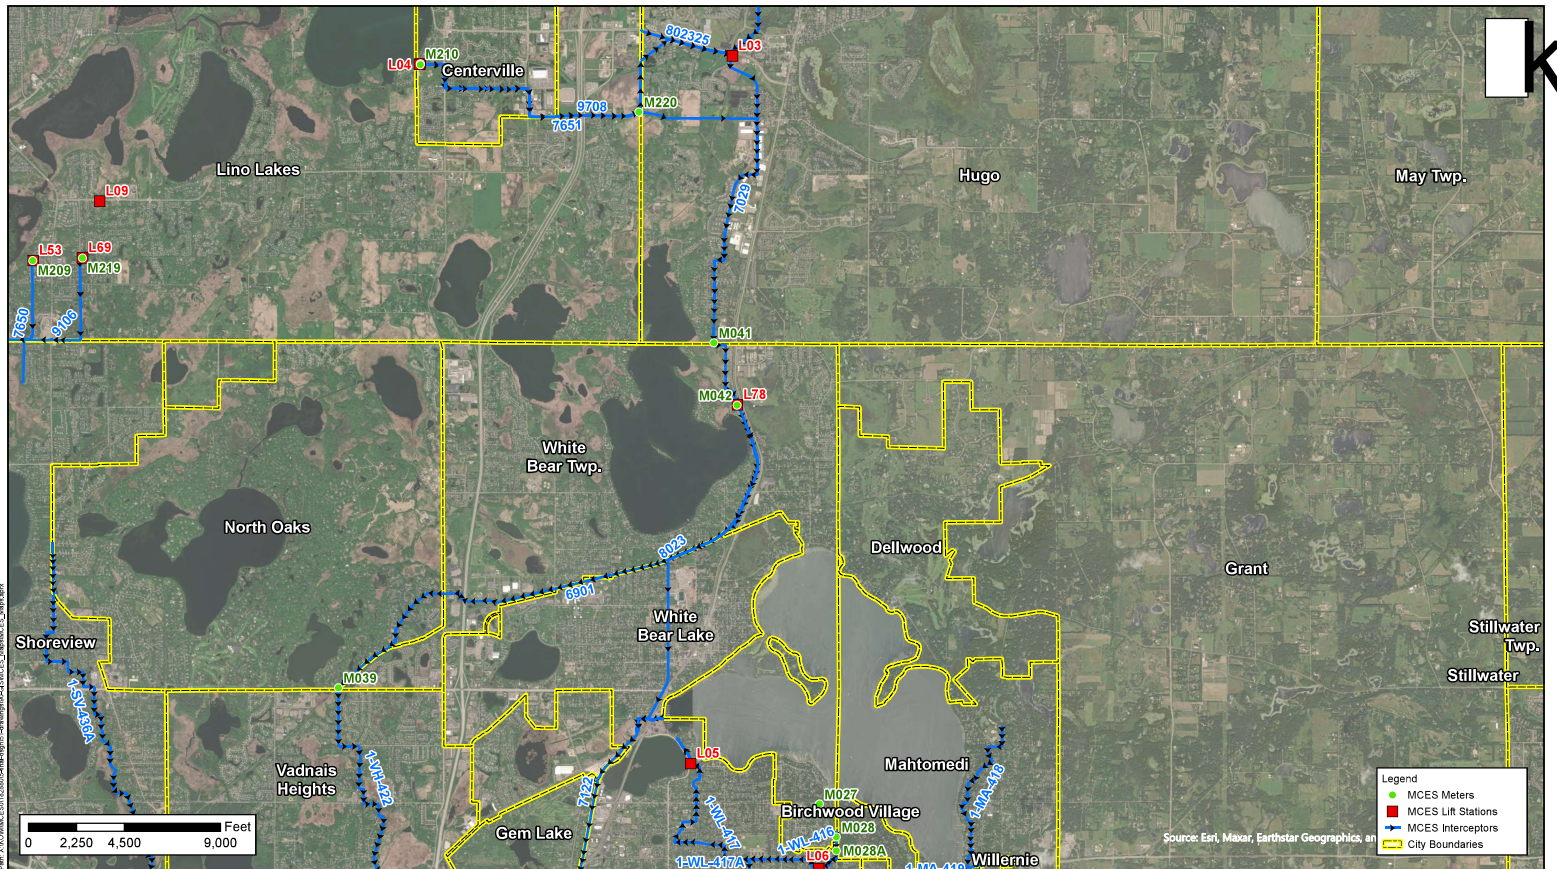 802325
L03
M210
L04
Centerville
9708
M220
7651
Lino Lakes
Hugo
May Twp.
L09
7029
L53
L69
M209
M219
7650
9106
M041
M042
L78
White
Bear Twp.
North Oaks
Dellwood
8023
Grant
6901
White
Bear Lake
Shoreview
Stillwater
Twp.
Stillwater
M039
1-SV-436A
L05
Vadnais
Heights
1-VH-422
7122
Mahtomedi
1-MA-418
M027
Birchwood Village
1-WL-417
Gem Lake
M028
1-WL-416
M028A
L06
1-WL-417A
1-MA-419
Willernie
Feet
0
2,250
4,500
9,000
Source: Esri, Maxar, Earthstar Geographics, an
Legend
MCES Meters
MCES Lift Stations
MCES Interceptors
City Boundaries